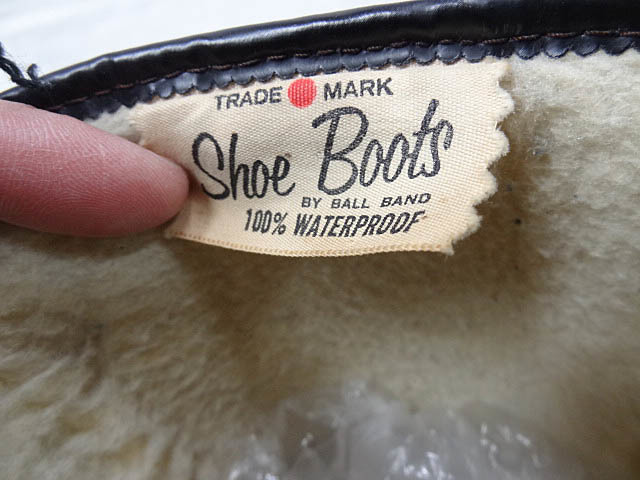 TRADE MARK
Shoe Boots
BY BALL BAND
100% WATERPROOF